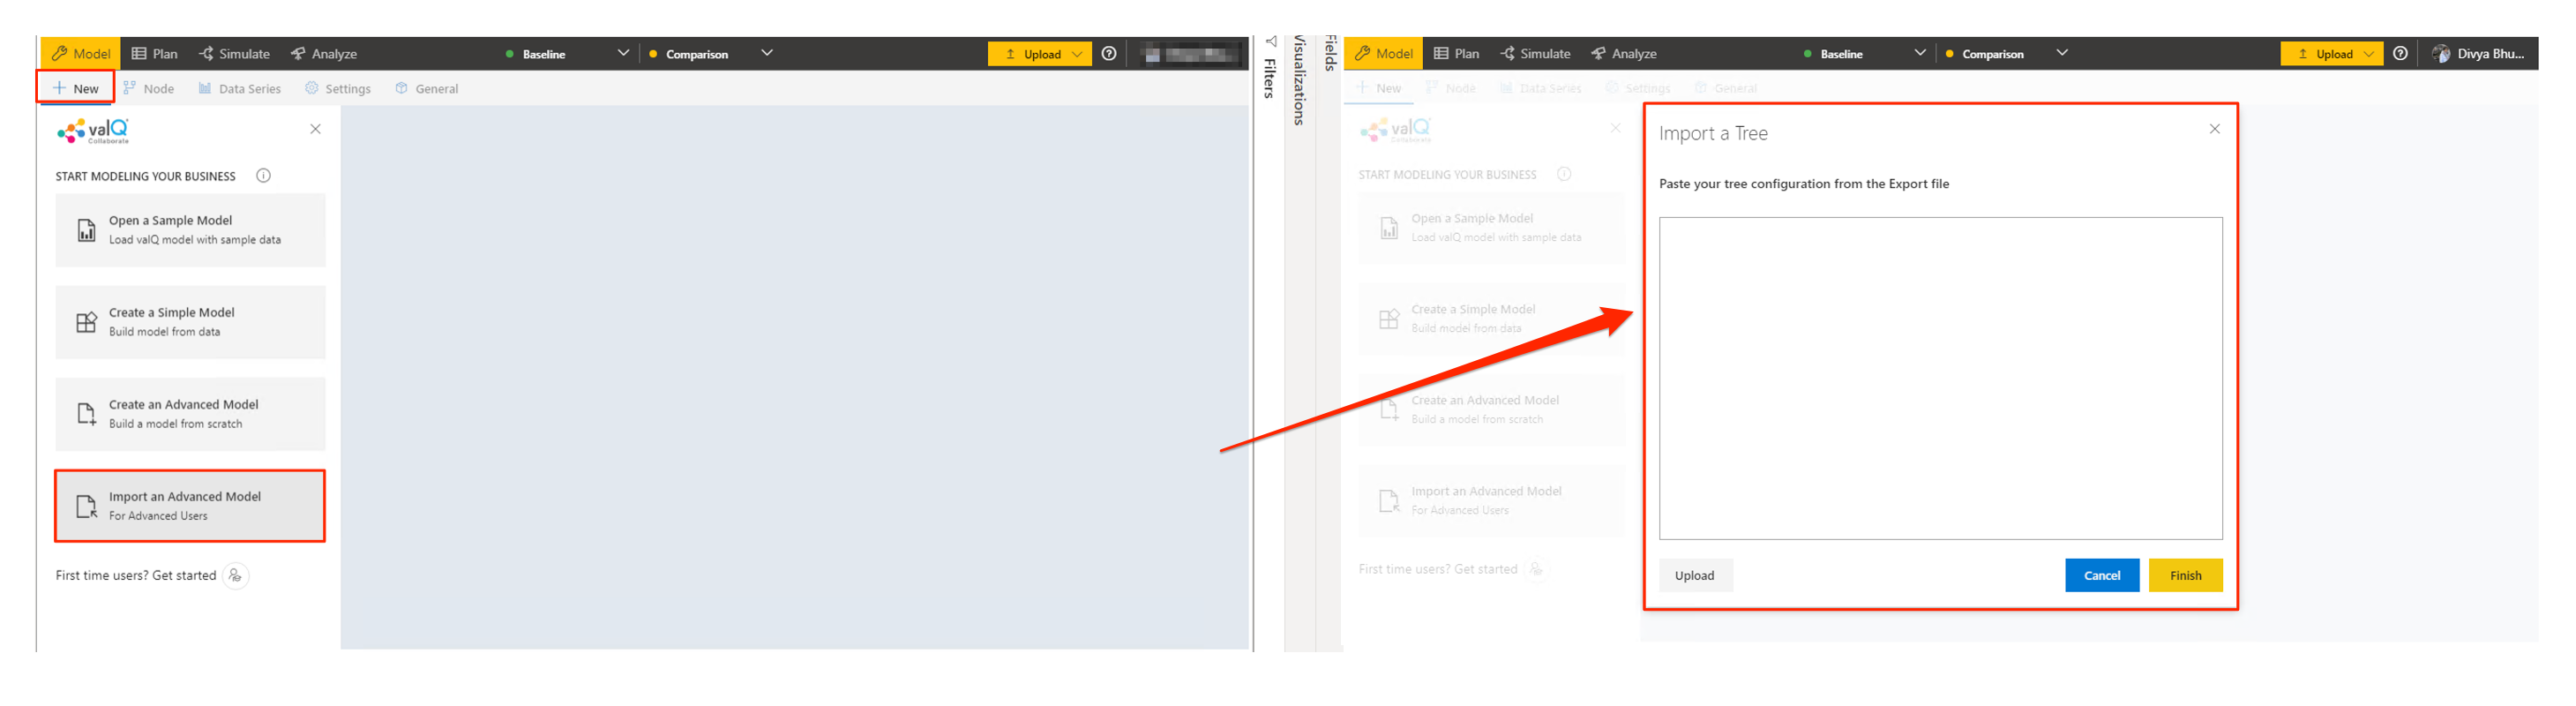 Model Plan Simulate Analyze Baseline Comparison Upload
New Node Data Series Settings General
valQ
Collaborate
START MODELING YOUR BUSINESS
Open a Sample Model
Load valQ model with sample data
Create a Simple Model
Build model from data
Create an Advanced Model
Build a model from scratch
Import an Advanced Model
For Advanced Users
First time users? Get started
Filters
Visualizations
Fields
Model Plan Simulate Analyze Baseline Comparison Upload Divya Bhu...
New Node Data Series Settings General
valQ
Collaborate
START MODELING YOUR BUSINESS
Open a Sample Model
Load valQ model with sample data
Create a Simple Model
Build model from data
Create an Advanced Model
Build a model from scratch
Import an Advanced Model
For Advanced Users
First time users? Get started
Import a Tree
Paste your tree configuration from the Export file
Upload Cancel Finish